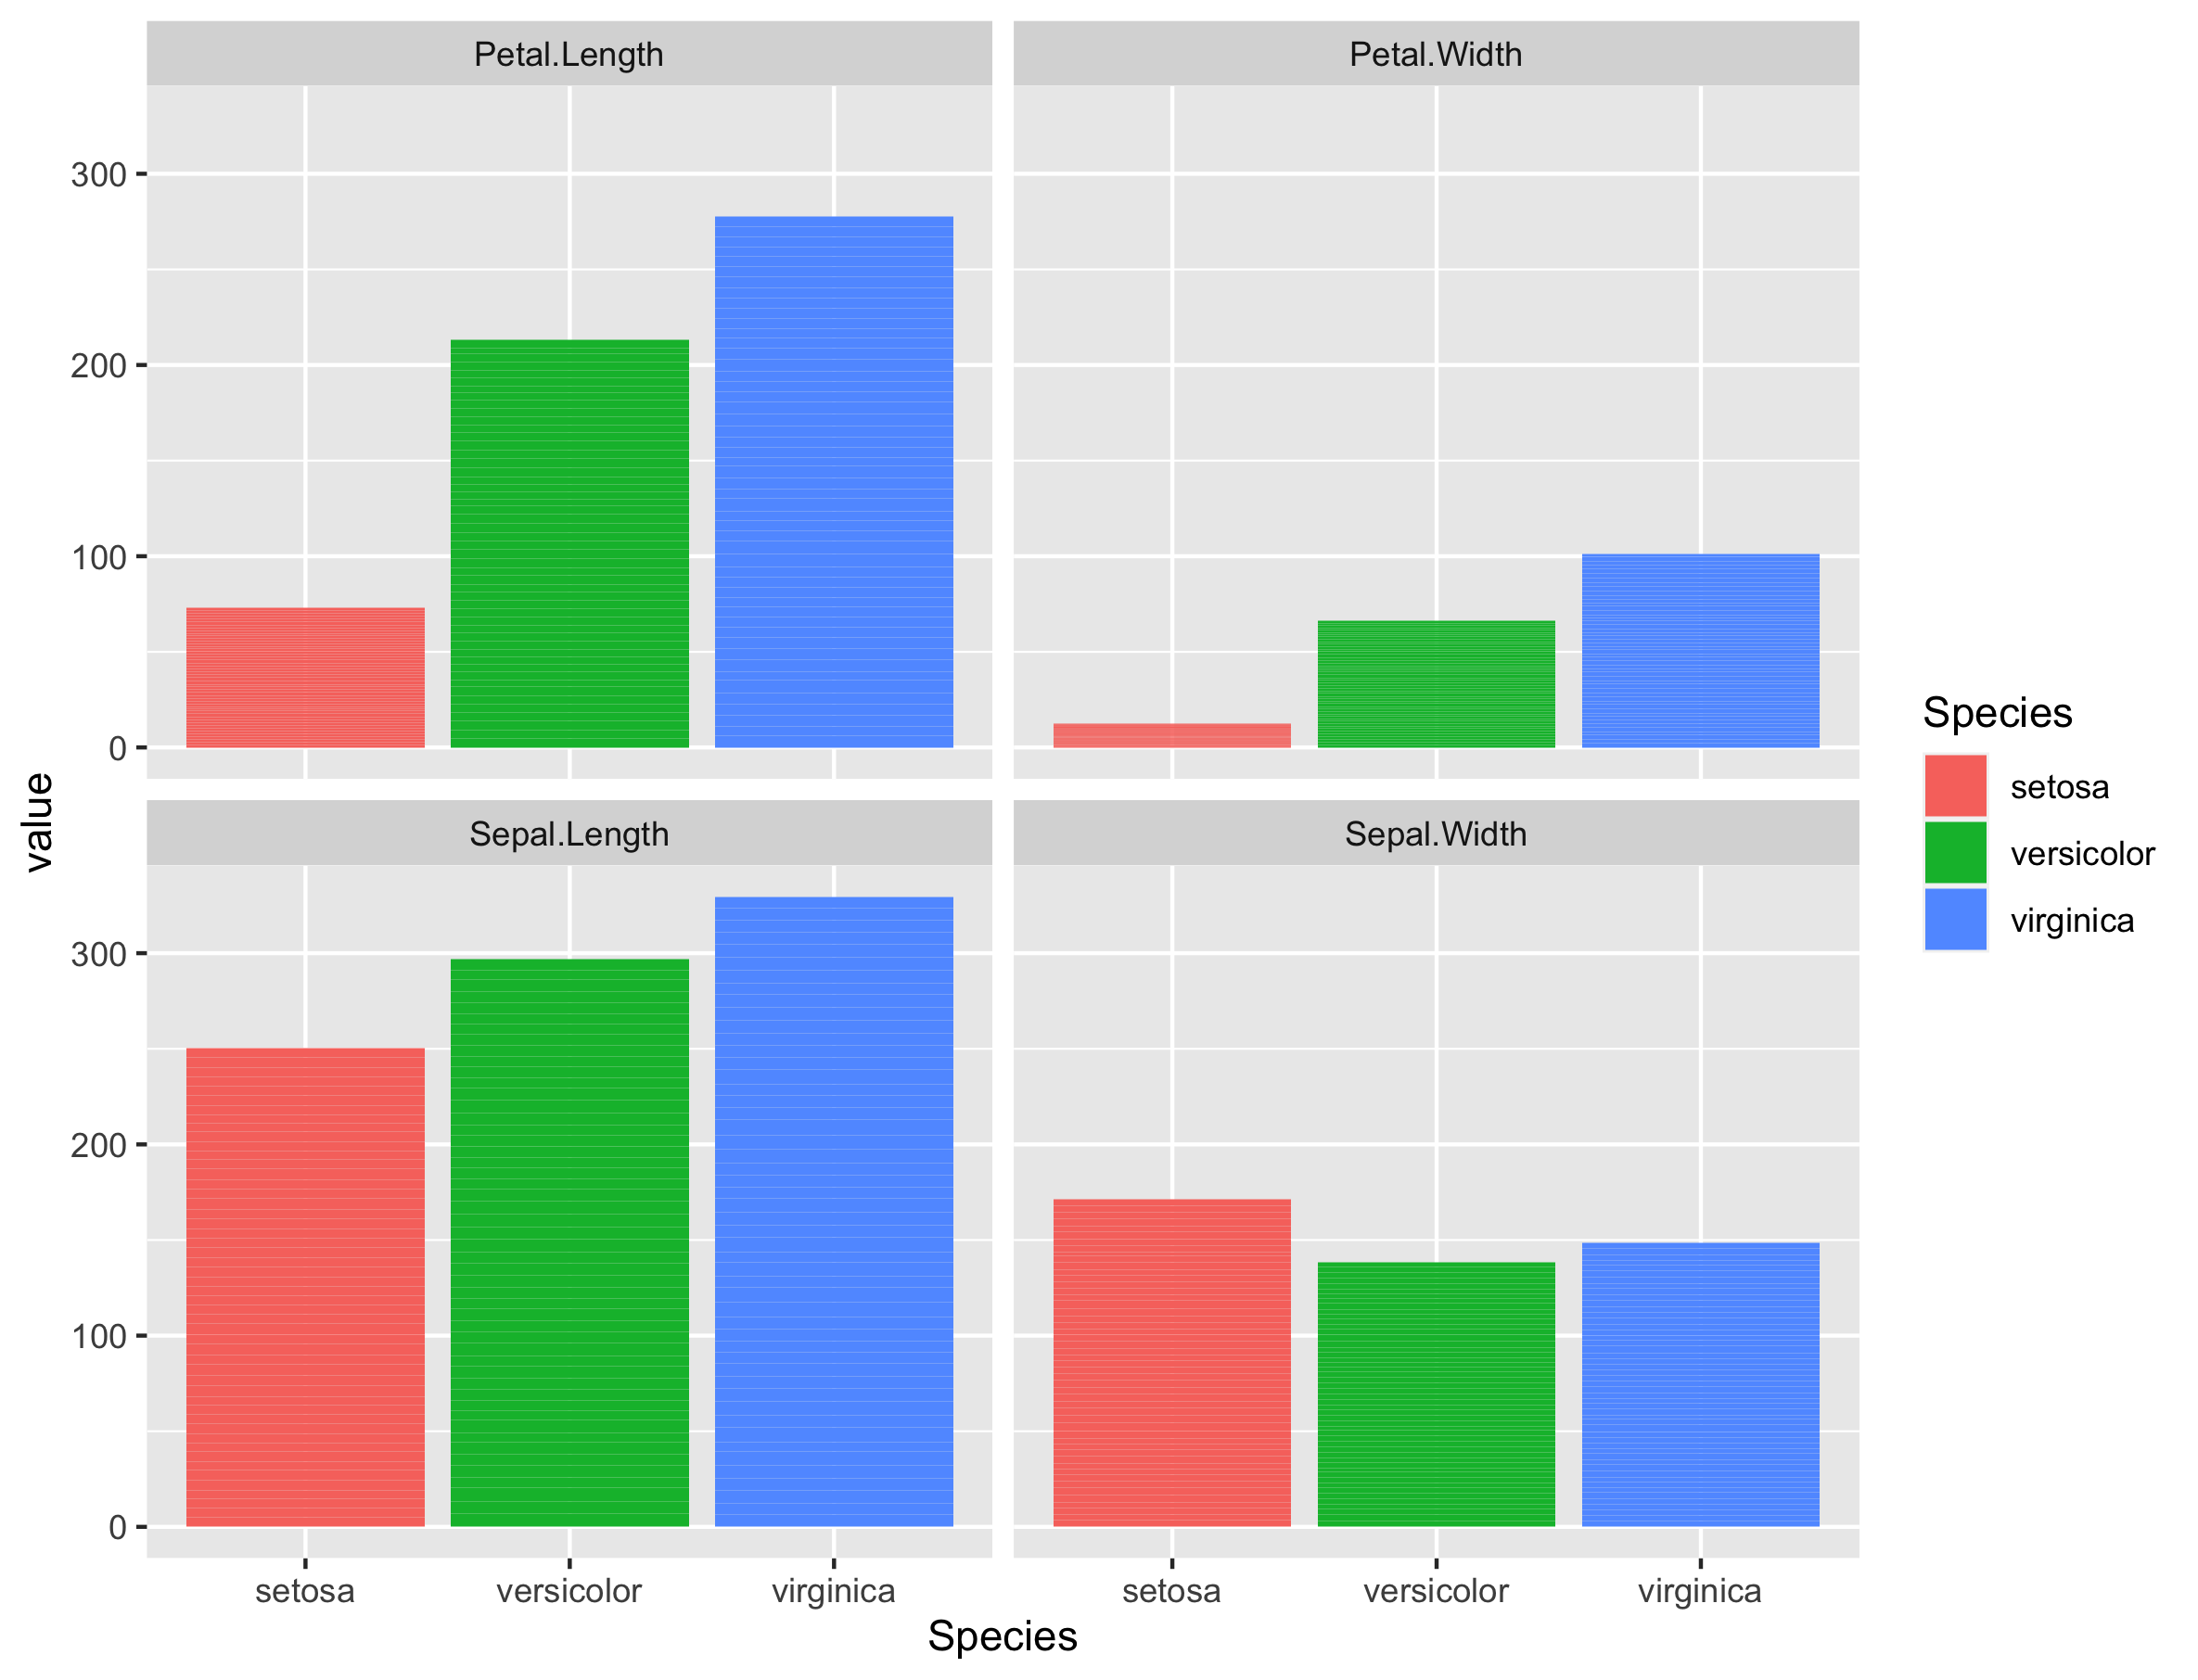 Petal.Length
Petal.Width
300
200
100
0
Sepal.Length
Sepal.Width
300
200
100
0
setosa
versicolor
virginica
setosa
versicolor
virginica
Species
value
Species
setosa
versicolor
virginica